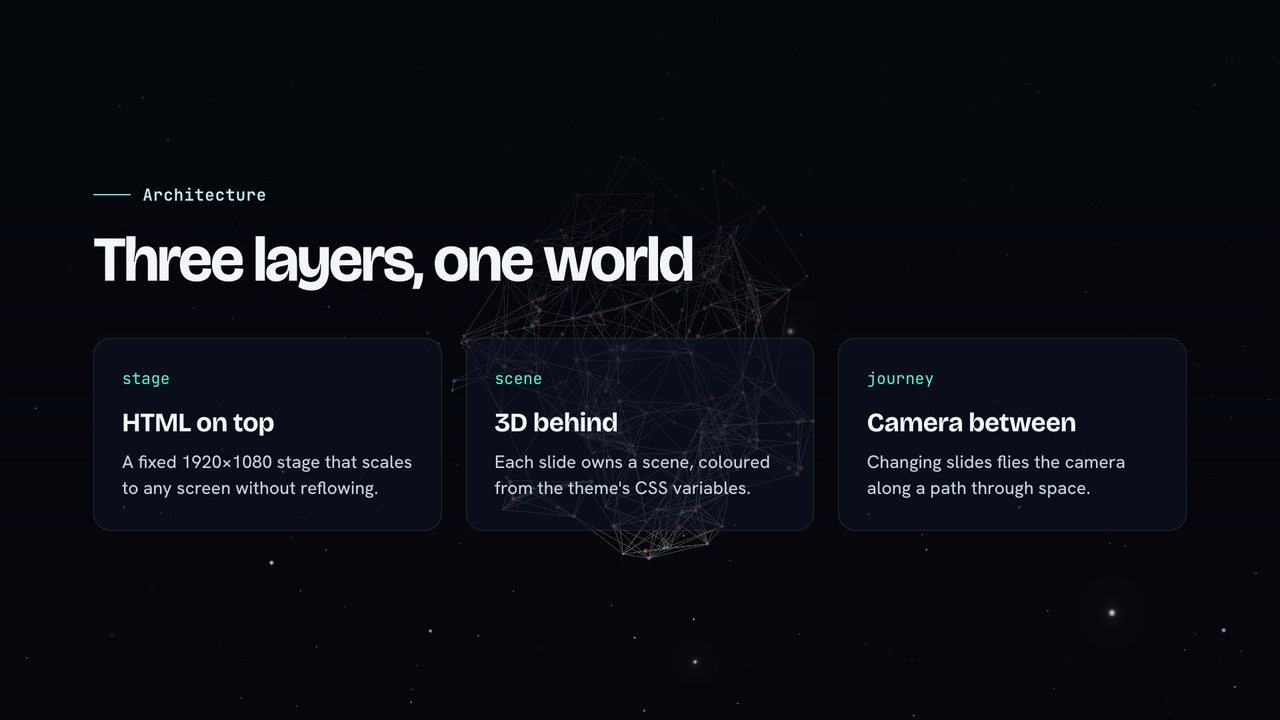 Architecture
Three layers, one world
stage
HTML on top
A fixed 1920×1080 stage that scales
to any screen without reflowing.
scene
3D behind
Each slide owns a scene, coloured
from the theme's CSS variables.
journey
Camera between
Changing slides flies the camera
along a path through space.